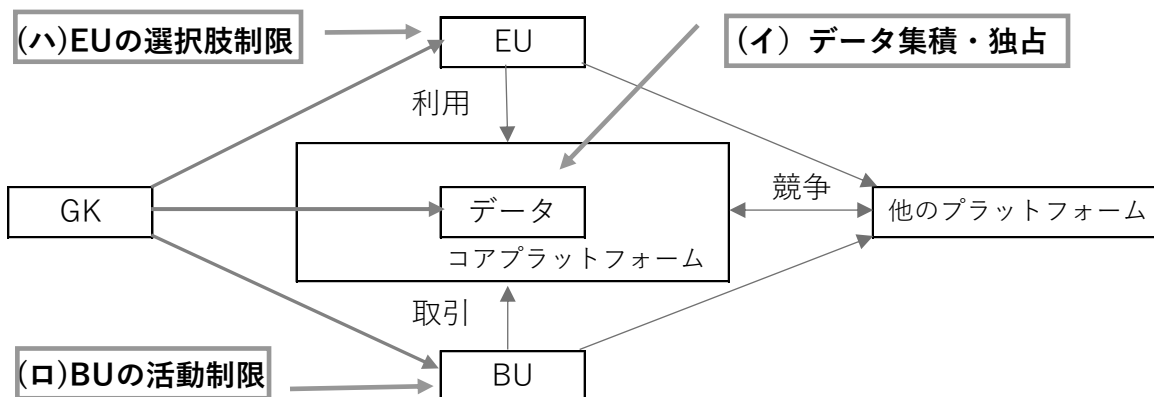 (ハ)EUの選択肢制限
EU
(イ）データ集積・独占
利用
GK
データ
競争
他のプラットフォーム
コアプラットフォーム
取引
(ロ)BUの活動制限
BU